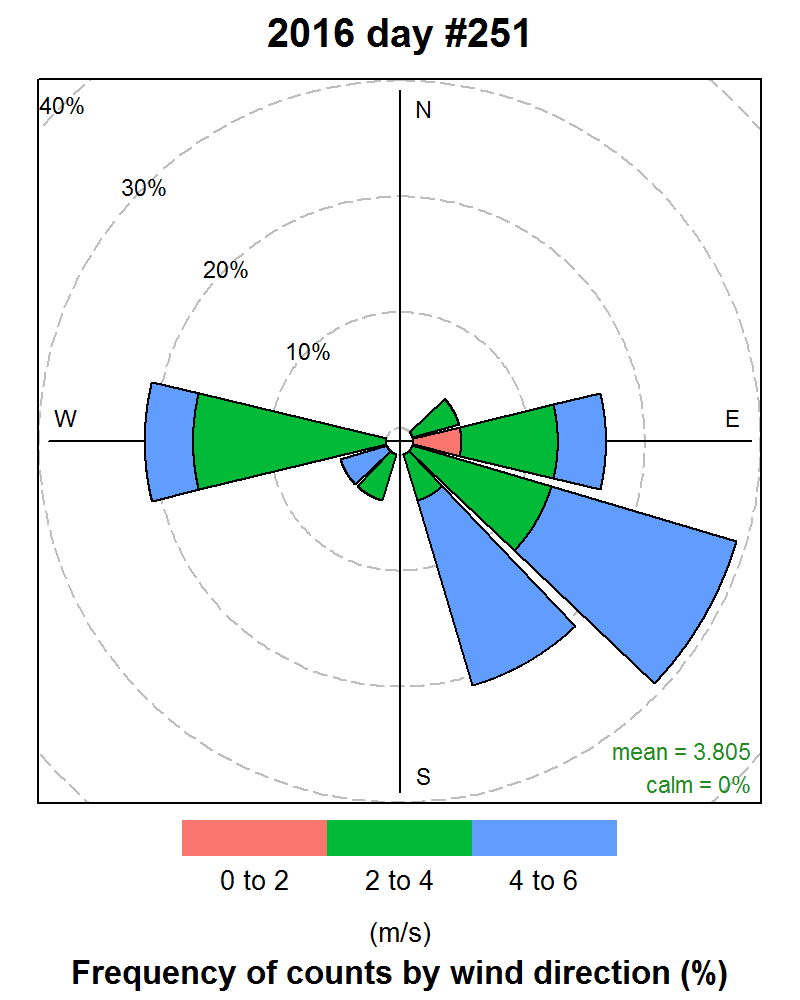 2016 day #251
40%
N
30%
20%
10%
W
E
S
mean = 3.805
calm = 0%
0 to 2
2 to 4
4 to 6
(m/s)
Frequency of counts by wind direction (%)